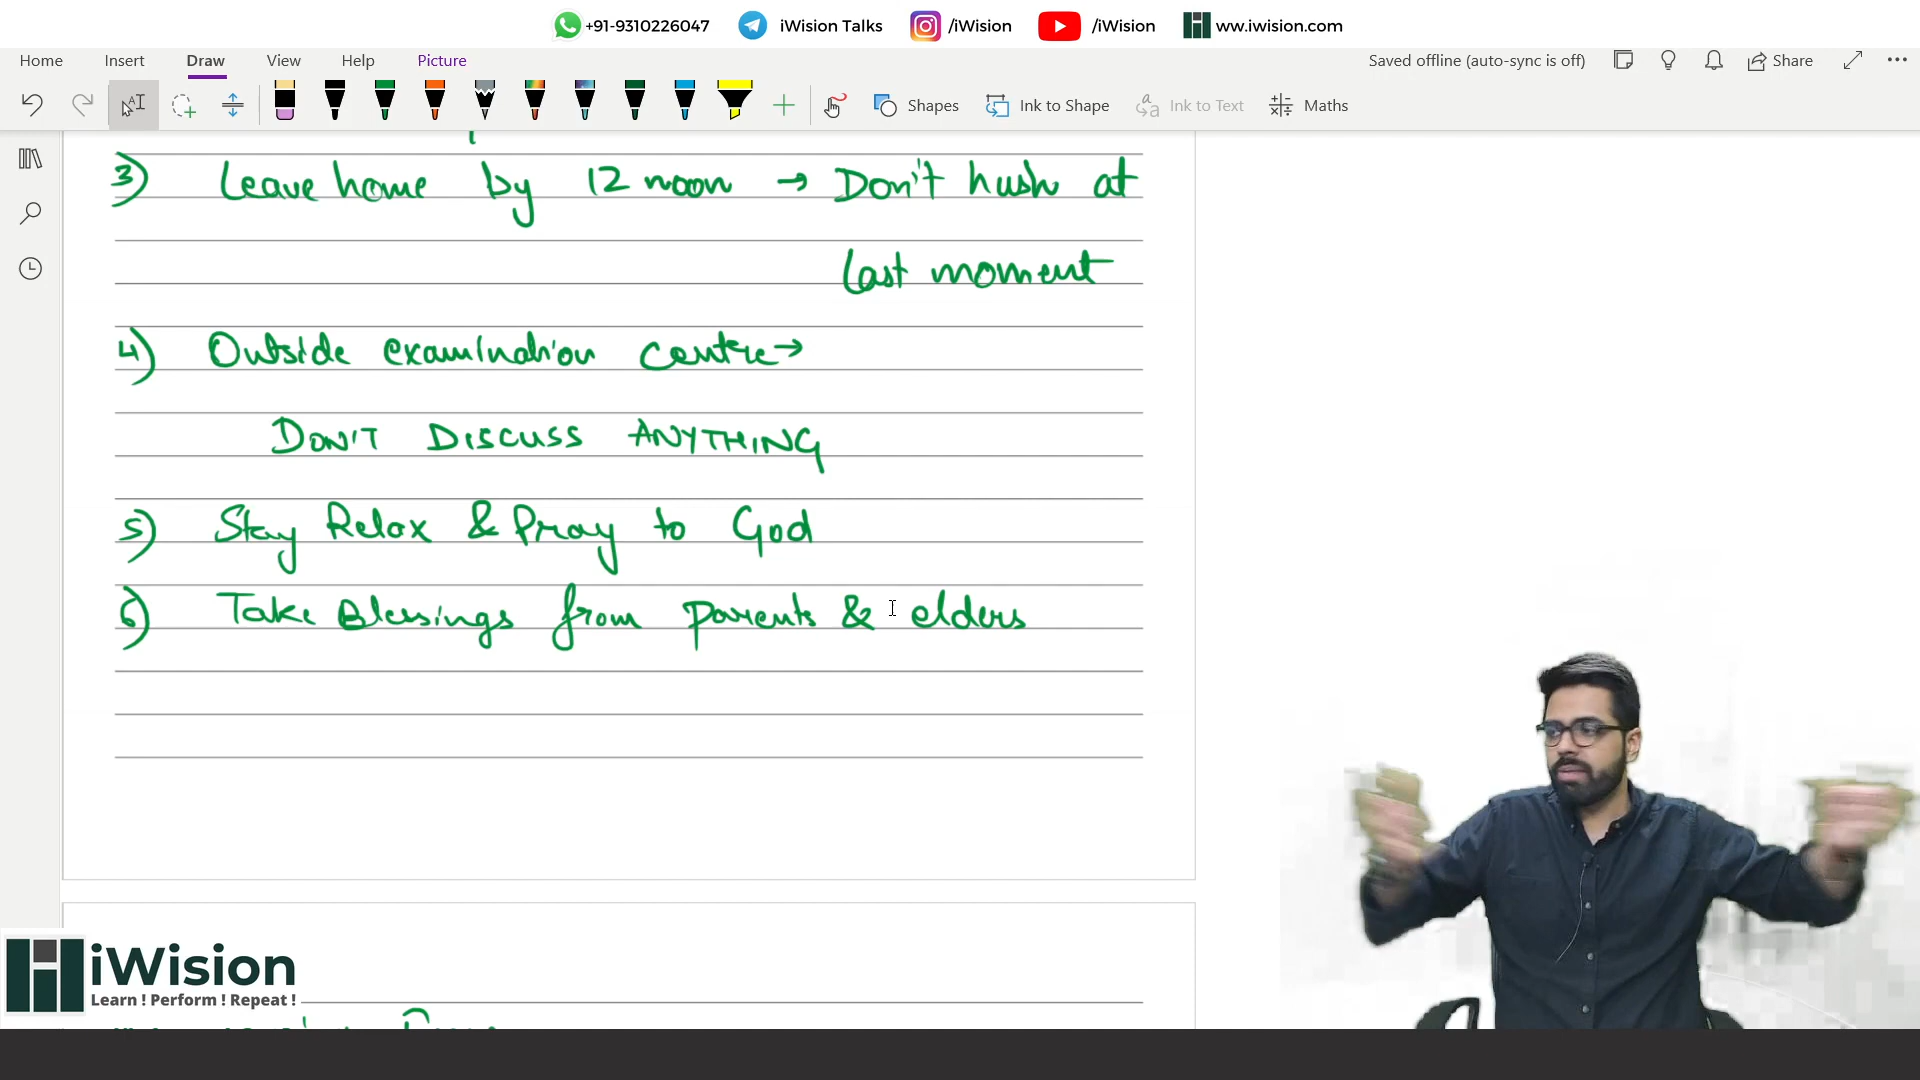 +91-9310226047 iWision Talks /iWision /iWision ww.iwision.com
Home Insert Draw View Help Picture Saved offline (auto-sync is off) Share
Shapes Ink to Shape Ink to Text Maths
3) Leave home by 12 noon → Don't hush at
last moment
4) Outside examination centre→
DON'T DISCUSS ANYTHING
5) Stay Relax & Pray to God
6) Take Blessings from parents & elders
iWision
Learn ! Perform ! Repeat !